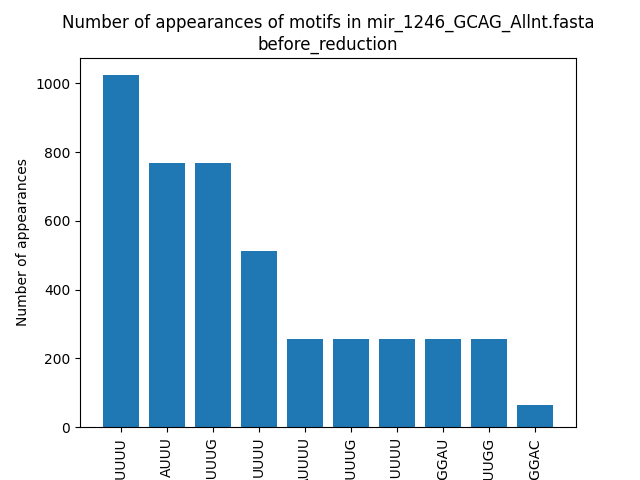 Number of appearances of motifs in mir_1246_GCAG_Allnt.fasta
before_reduction
Number of appearances
1000
800
600
400
200
0
UUUU
AUUU
UUUG
UUUU
UUUU
UUUG
UUUU
GGAU
UUGG
GGAC